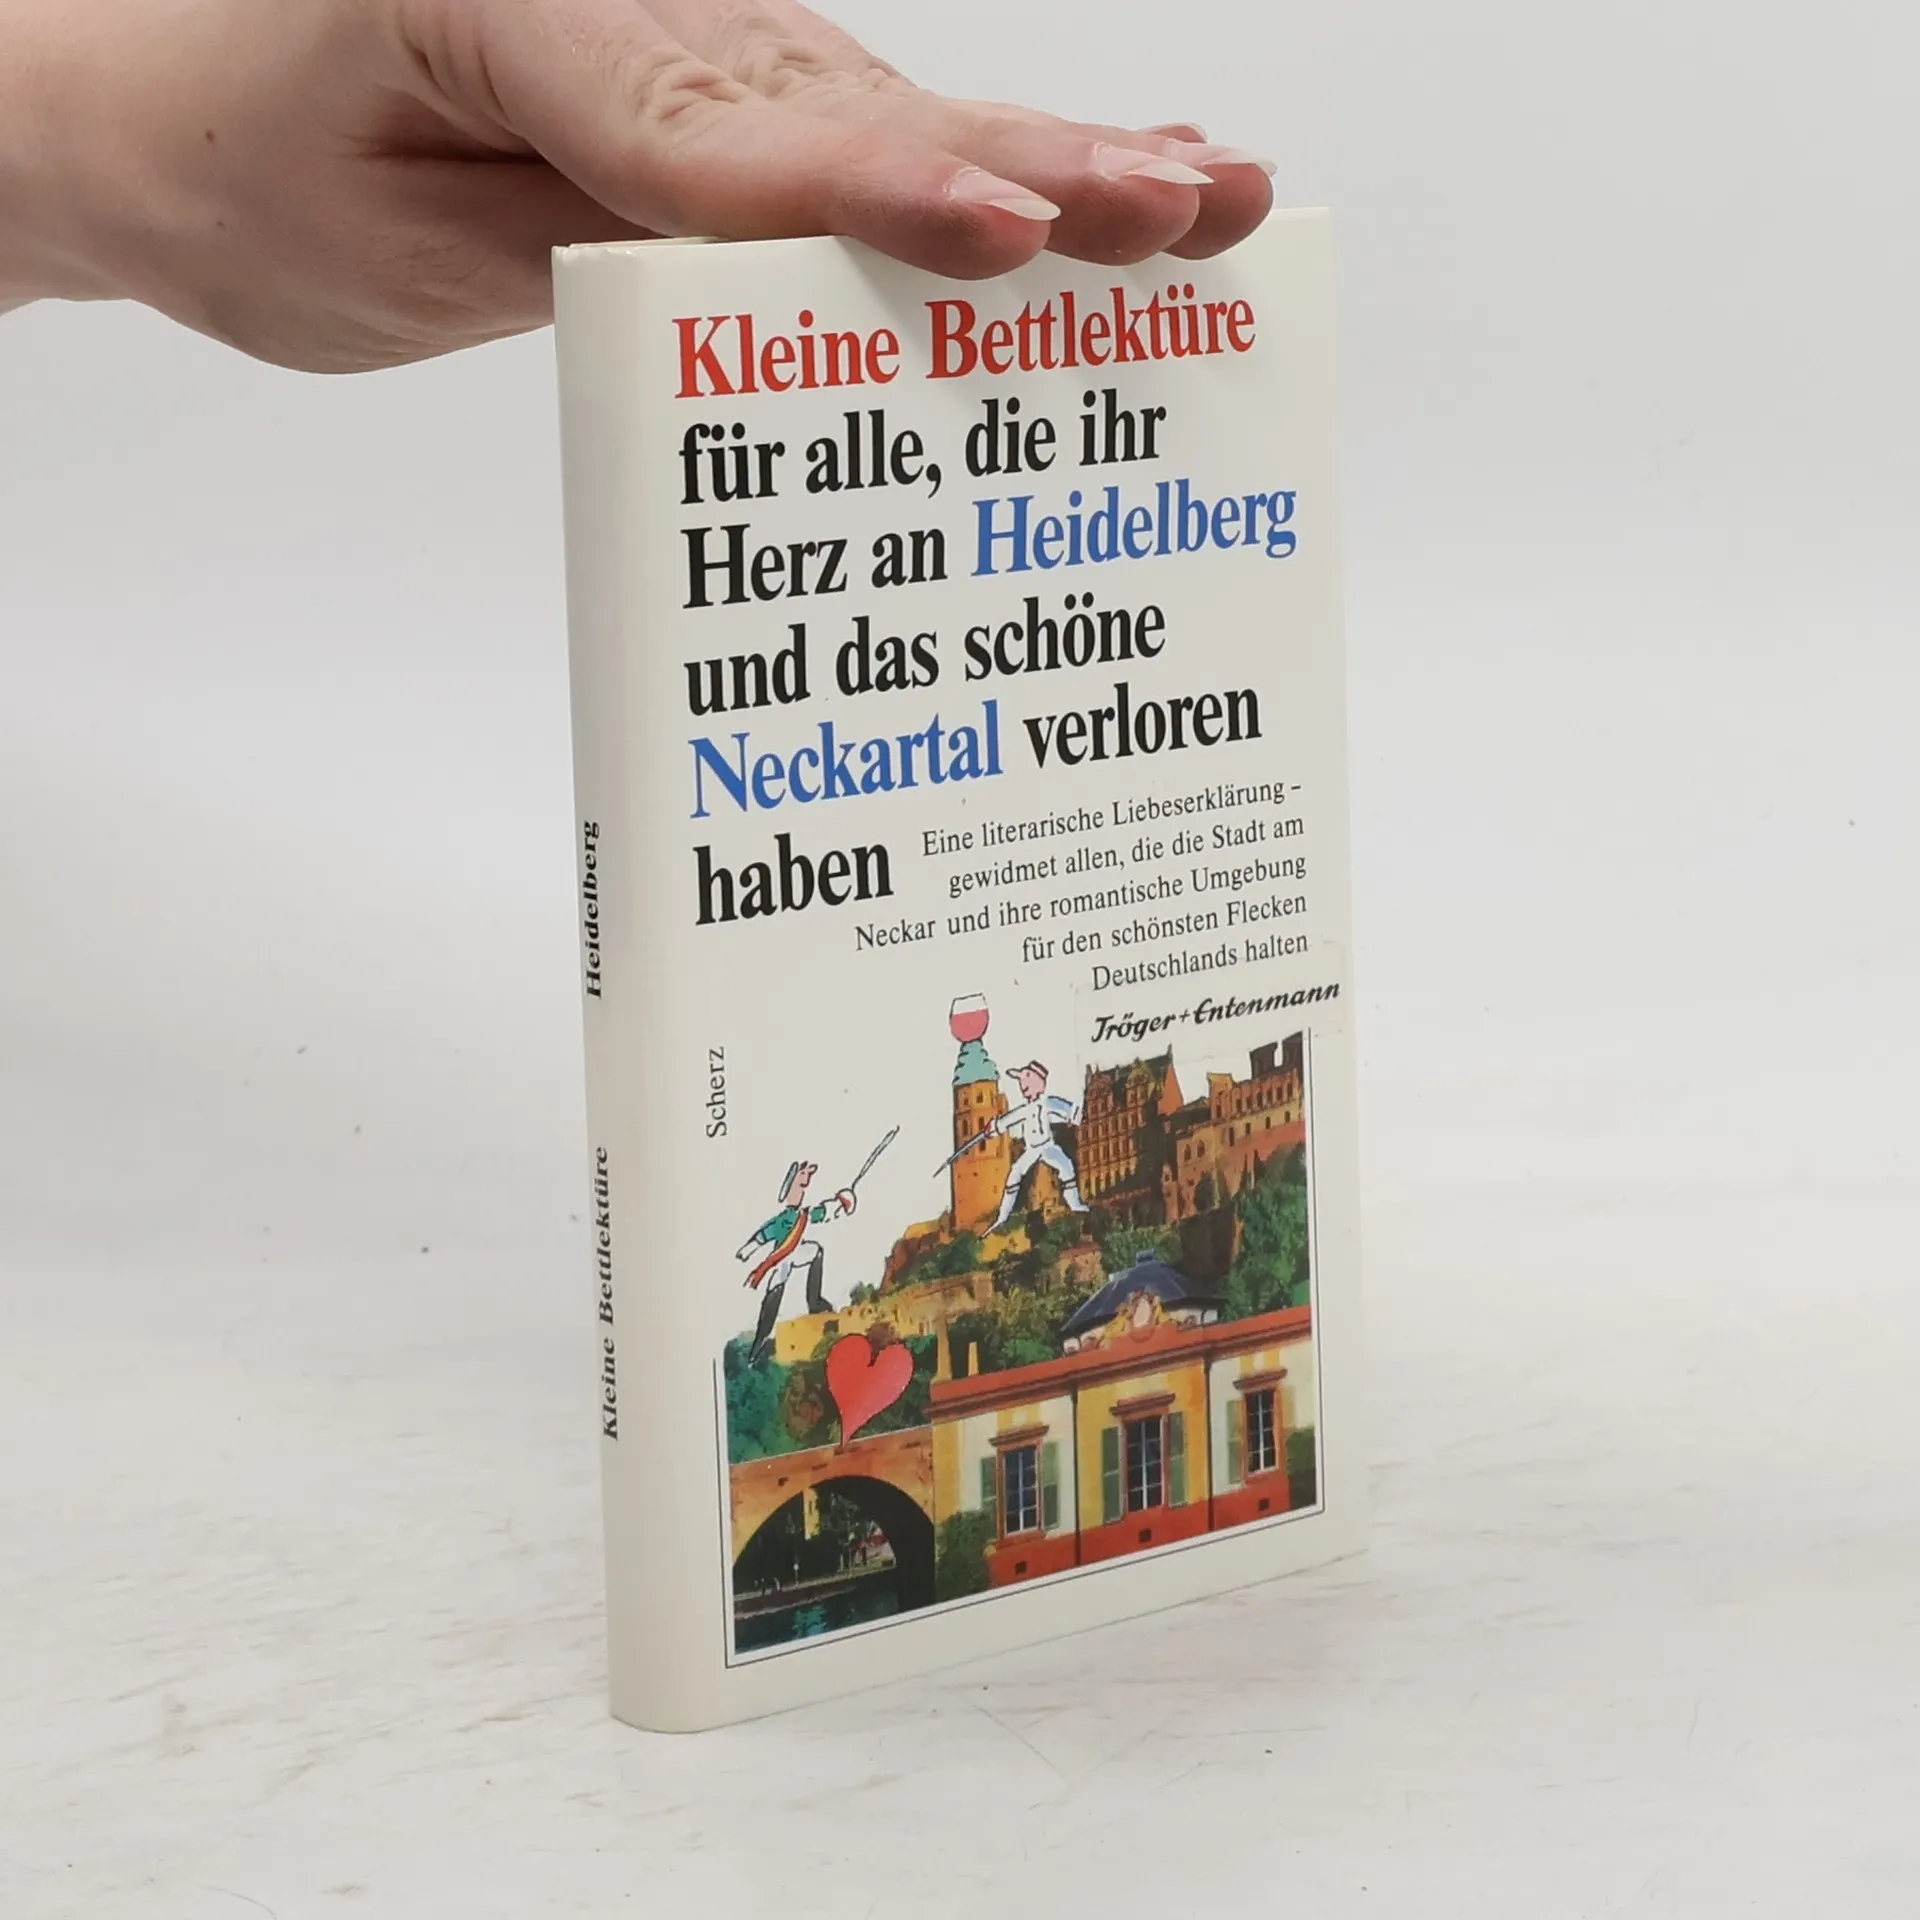 Kleine Bettlektüre
für alle, die ihr
Herz an Heidelberg
und das schöne
Neckartal verloren
haben
Eine literarische Liebeserklärung –
gewidmet allen, die die Stadt am
Neckar und ihre romantische Umgebung
für den schönsten Flecken
Deutschlands halten
Tröger+Entenmann
Scherz
Kleine Bettlektüre Heidelberg